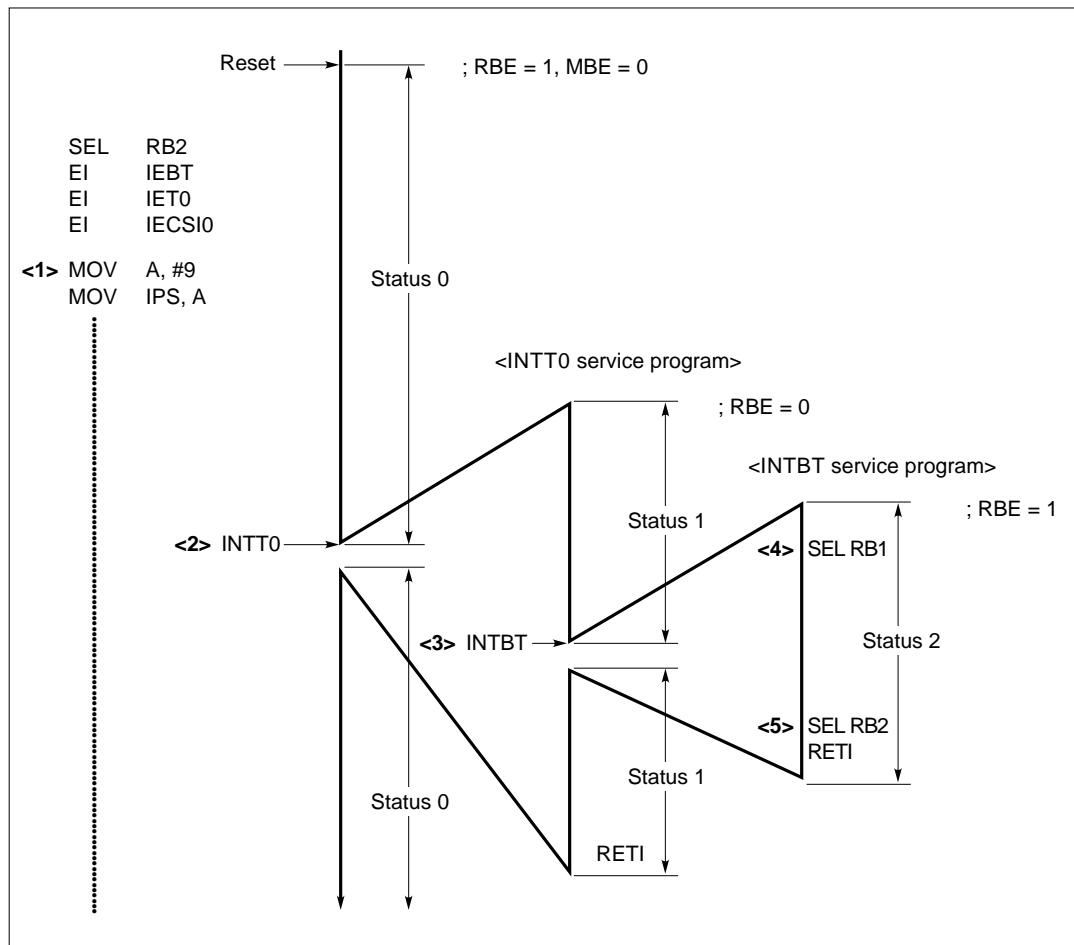 Reset
; RBE = 1, MBE = 0
SEL RB2
EI IEBT
EI IET0
EI IECSI0
<1> MOV A, #9
MOV IPS, A
Status 0
<INTT0 service program>
; RBE = 0
<INTBT service program>
; RBE = 1
Status 1
<2> INTT0
<4> SEL RB1
<3> INTBT
Status 2
<5> SEL RB2
RETI
Status 1
Status 0
RETI